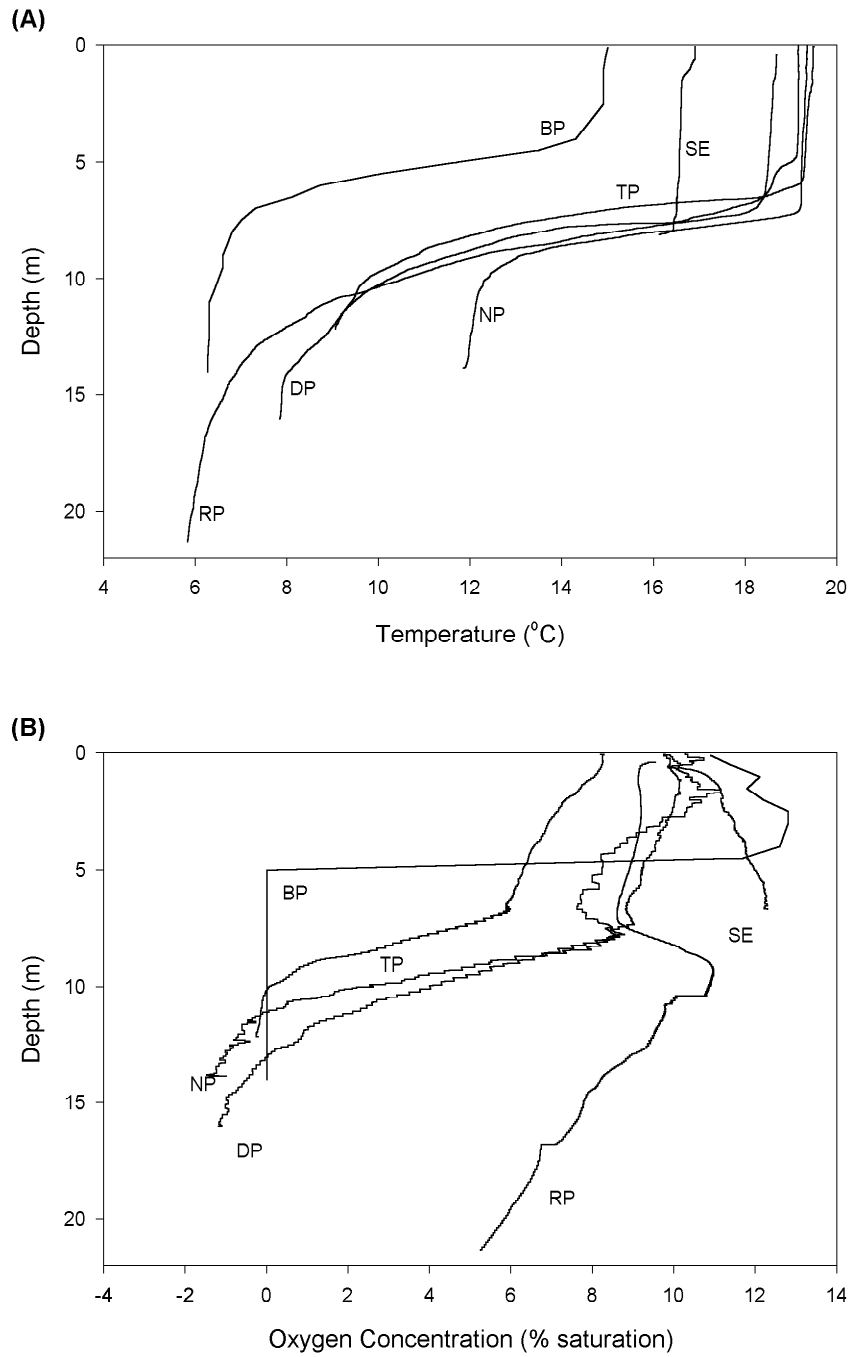 (A)
0
5
10
15
20
Depth (m)
BP
SE
TP
NP
DP
RP
4 6 8 10 12 14 16 18 20
Temperature (°C)
(B)
0
5
10
15
20
Depth (m)
BP
SE
TP
NP
DP
RP
-4 -2 0 2 4 6 8 10 12 14
Oxygen Concentration (% saturation)